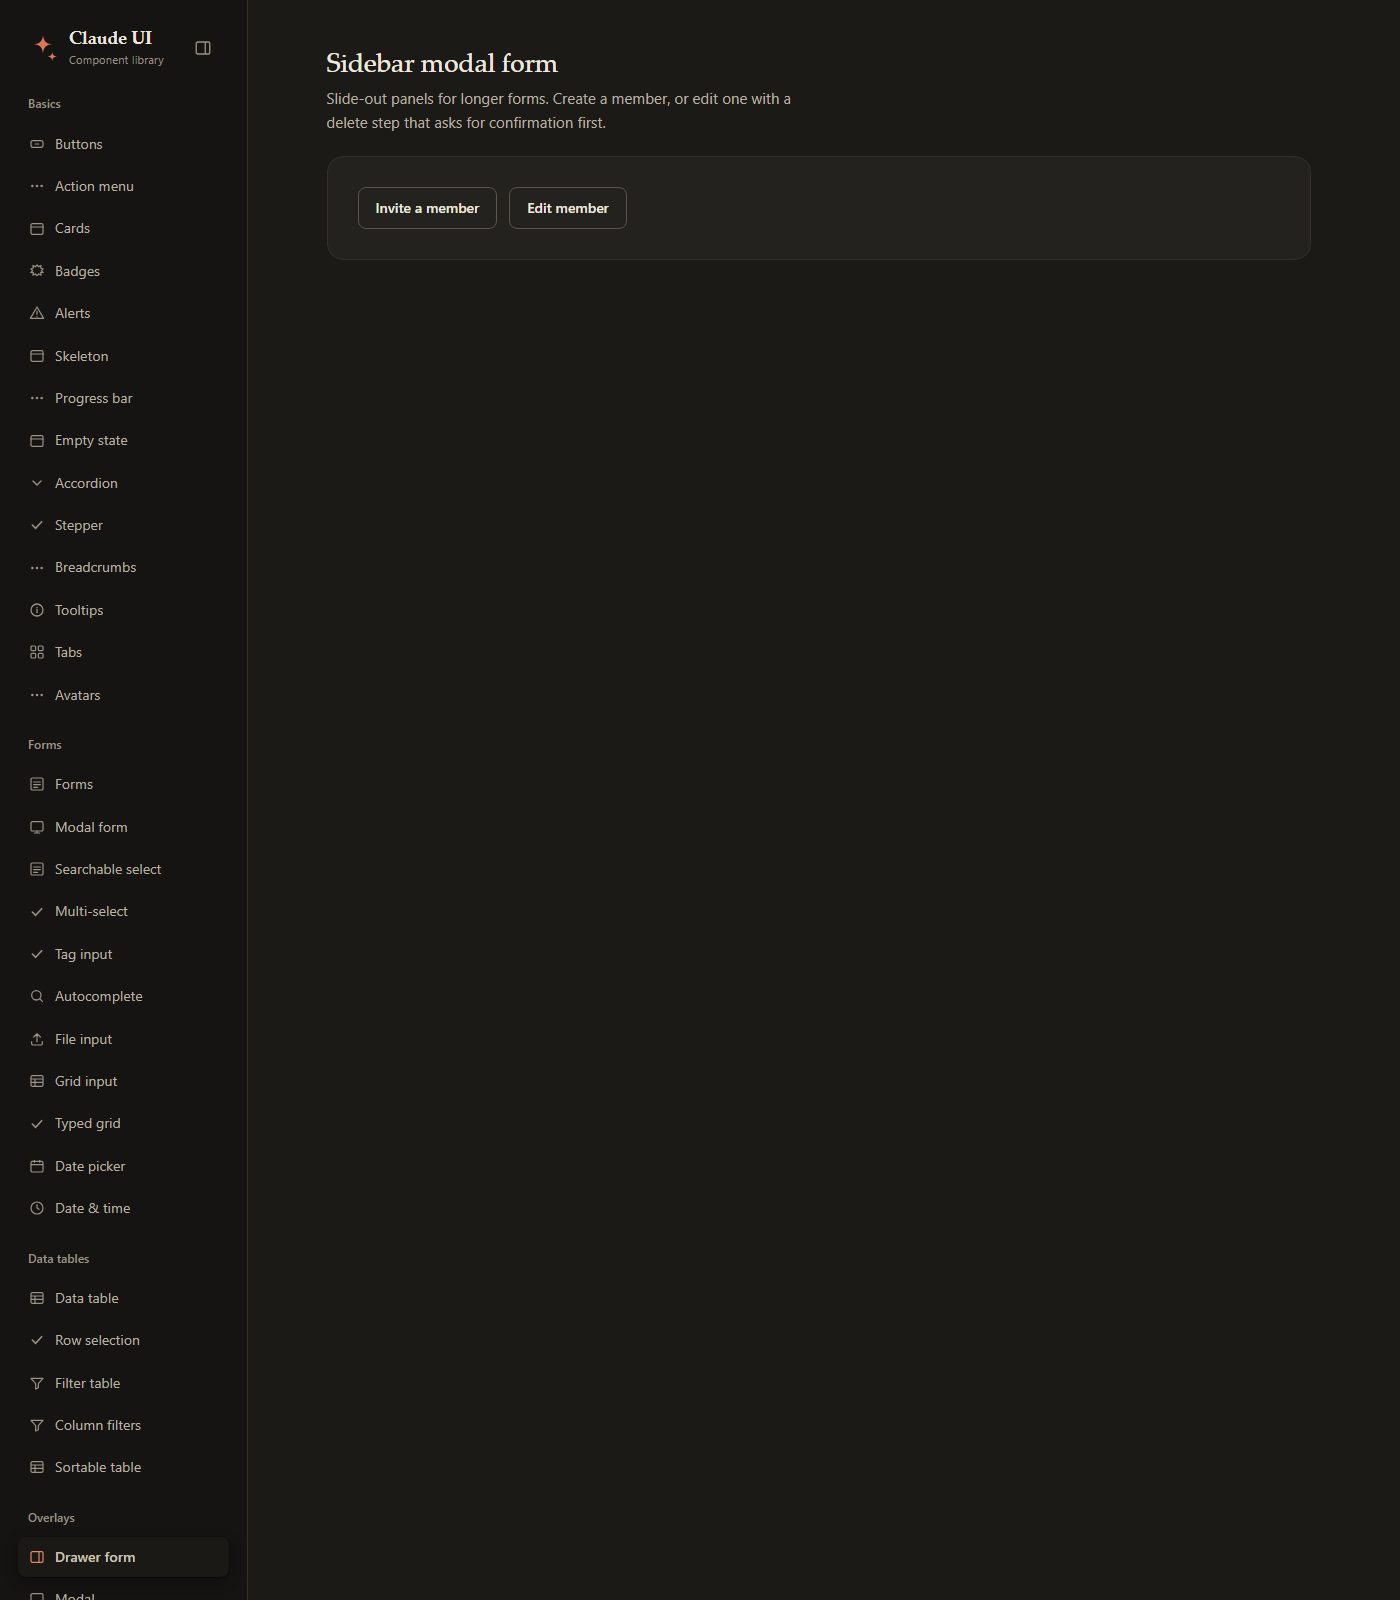 Claude UI
Component library
Basics
Buttons
Action menu
Cards
Badges
Alerts
Skeleton
Progress bar
Empty state
Accordion
Stepper
Breadcrumbs
Tooltips
Tabs
Avatars
Forms
Forms
Modal form
Searchable select
Multi-select
Tag input
Autocomplete
File input
Grid input
Typed grid
Date picker
Date & time
Data tables
Data table
Row selection
Filter table
Column filters
Sortable table
Overlays
Drawer form
Modal
Sidebar modal form
Slide-out panels for longer forms. Create a member, or edit one with a
delete step that asks for confirmation first.
Invite a member
Edit member